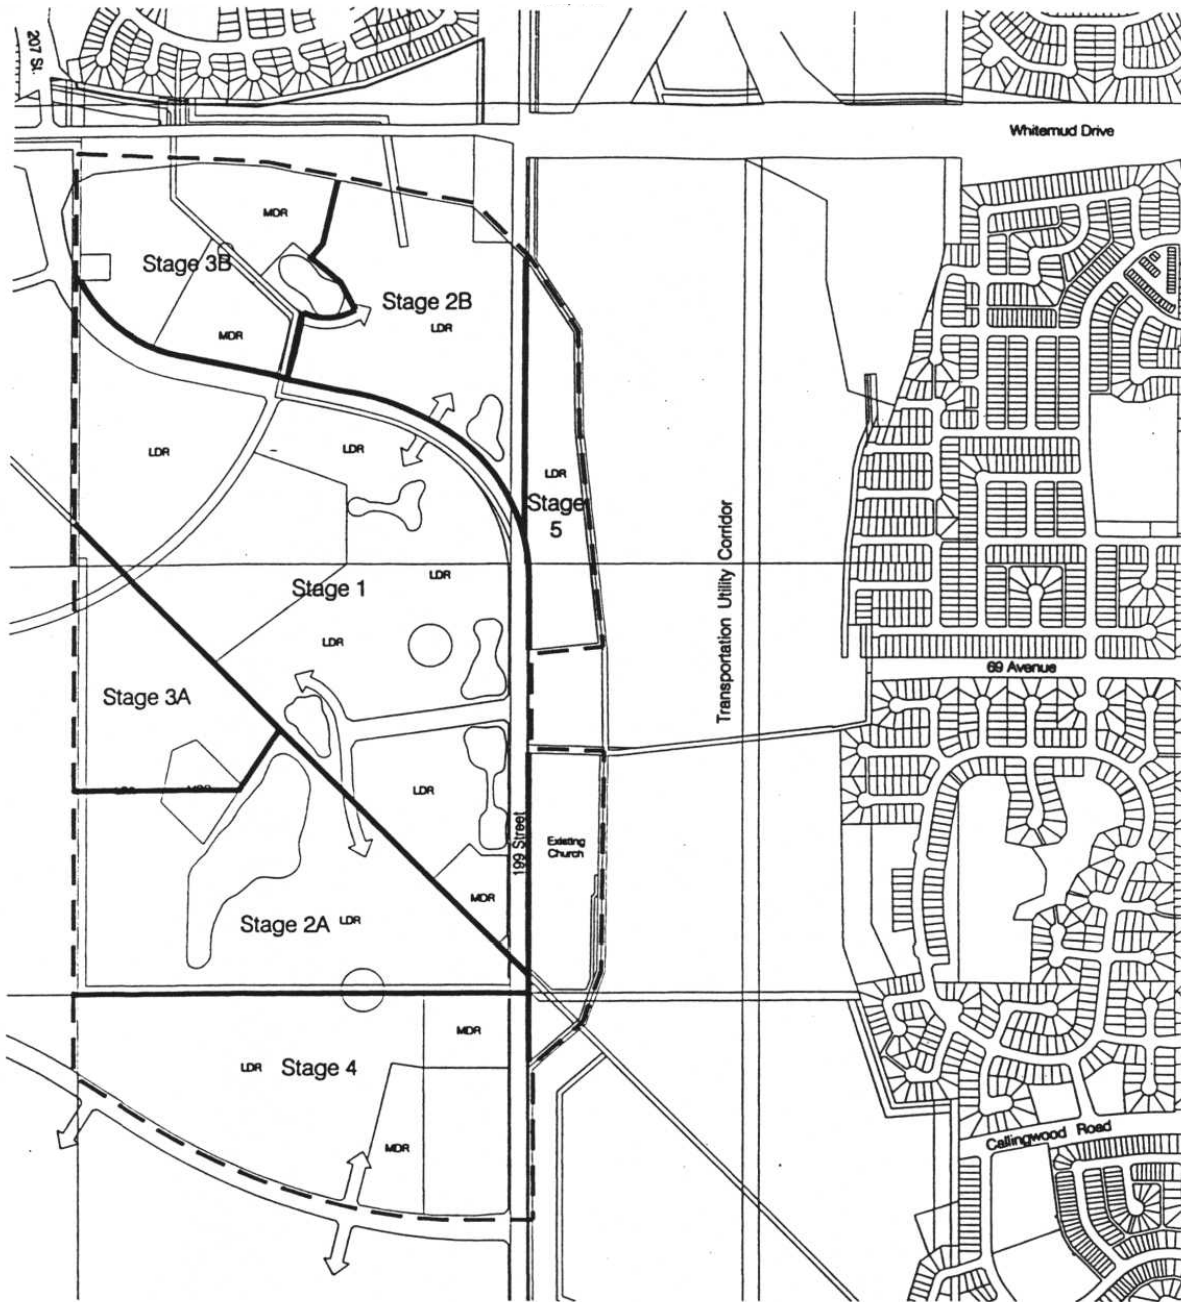 207 St.
Whitemud Drive
MDR
Stage 3B
Stage 2B
LDR
MDR
LDR
LDR
LDR
Stage
5
Transportation Utility Corridor
LDR
Stage 1
LDR
69 Avenue
Stage 3A
LDR
MDR
LDR
199 Street
Existing
Church
MDR
Stage 2A
LDR
MDR
LDR
Stage 4
MDR
Callingwood Road